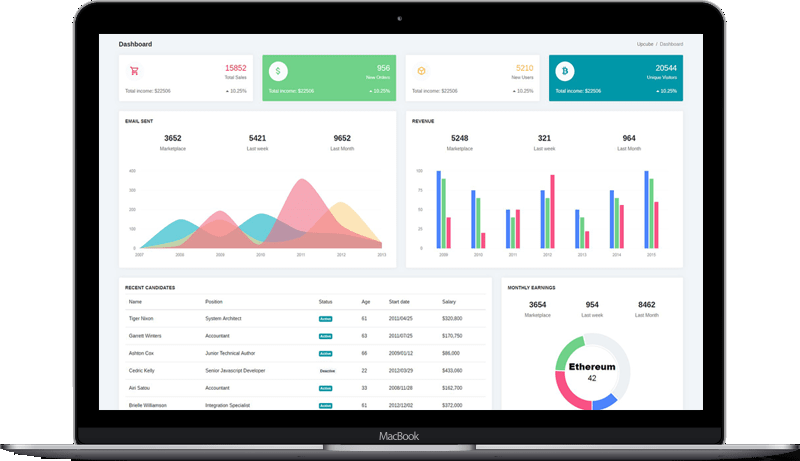 Dashboard
Upcube / Dashboard
15852
Total Sales
Total income: $22506
10.25%
956
New Orders
Total income: $22506
10.25%
5210
New Users
Total income: $22506
10.25%
20544
Unique Visitors
Total income: $22506
10.25%
EMAIL SENT
3652 5421 9652
Marketplace Last week Last Month
400
300
200
100
0
2007 2008 2009 2010 2011 2012 2013
REVENUE
5248 321 964
Marketplace Last week Last Month
100
75
50
25
0
2009 2010 2011 2012 2013 2014 2015
RECENT CANDIDATES
Name Position Status Age Start date Salary
Tiger Nixon System Architect Active 61 2011/04/25 $320,800
Garrett Winters Accountant Active 63 2011/07/25 $170,750
Ashton Cox Junior Technical Author Active 66 2009/01/12 $86,000
Cedric Kelly Senior Javascript Developer Deactive 22 2012/03/29 $433,060
Airi Satou Accountant Active 33 2008/11/28 $162,700
Brielle Williamson Integration Specialist Active 61 2012/12/02 $372,000
MONTHLY EARNINGS
3654 954 8462
Marketplace Last week Last Month
Ethereum
42
MacBook